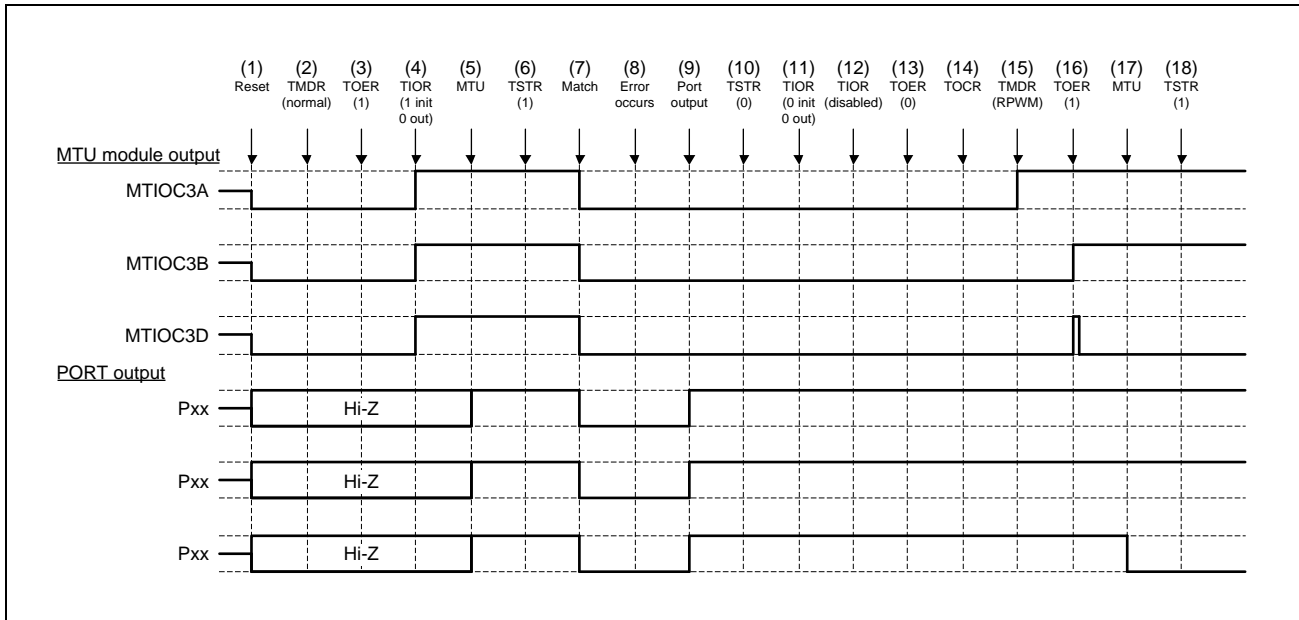 (1) (2) (3) (4) (5) (6) (7) (8) (9) (10) (11) (12) (13) (14) (15) (16) (17) (18)
Reset TMDR TOER TIOR MTU TSTR Match Error Port TSTR TIOR TIOR TOER TOCR TMDR TOER MTU TSTR
(normal) (1) (1 init (1) occurs output (0) (0 init (disabled) (0) (RPWM) (1) (1)
0 out) 0 out)
MTU module output
MTIOC3A
MTIOC3B
MTIOC3D
PORT output
Pxx Hi-Z
Pxx Hi-Z
Pxx Hi-Z